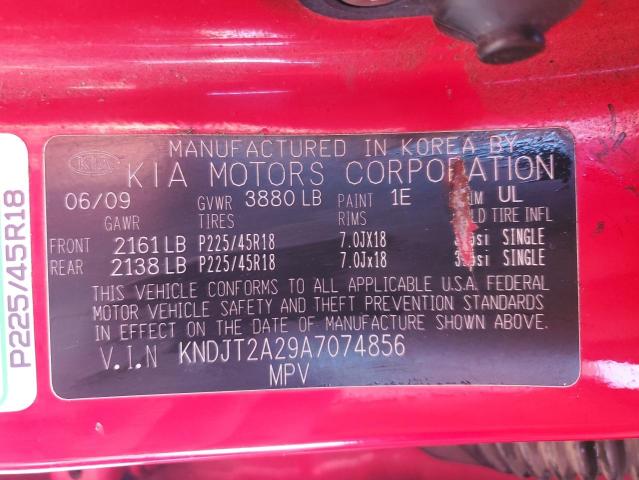 MANUFACTURED IN KOREA BY
KIA KIA MOTORS CORPORATION
06/09 GVWR 3880 LB PAINT 1E UL
GAWR TIRES RIMS TIRE INFL
FRONT 2161 LB P225/45R18 7.0JX18 SINGLE
REAR 2138 LB P225/45R18 7.0Jx18 SINGLE
THIS VEHICLE CONFORMS TO ALL APPLICABLE U.S.A. FEDERAL
MOTOR VEHICLE SAFETY AND THEFT PREVENTION STANDARDS
IN EFFECT ON THE DATE OF MANUFACTURE SHOWN ABOVE.
V.I.N KNDJT2A29A7074856
MPV
P225/45R18